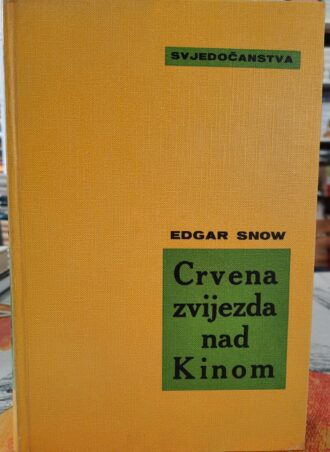 SVJEDOČANSTVA
EDGAR SNOW
Crvena
zvijezda
nad
Kinom